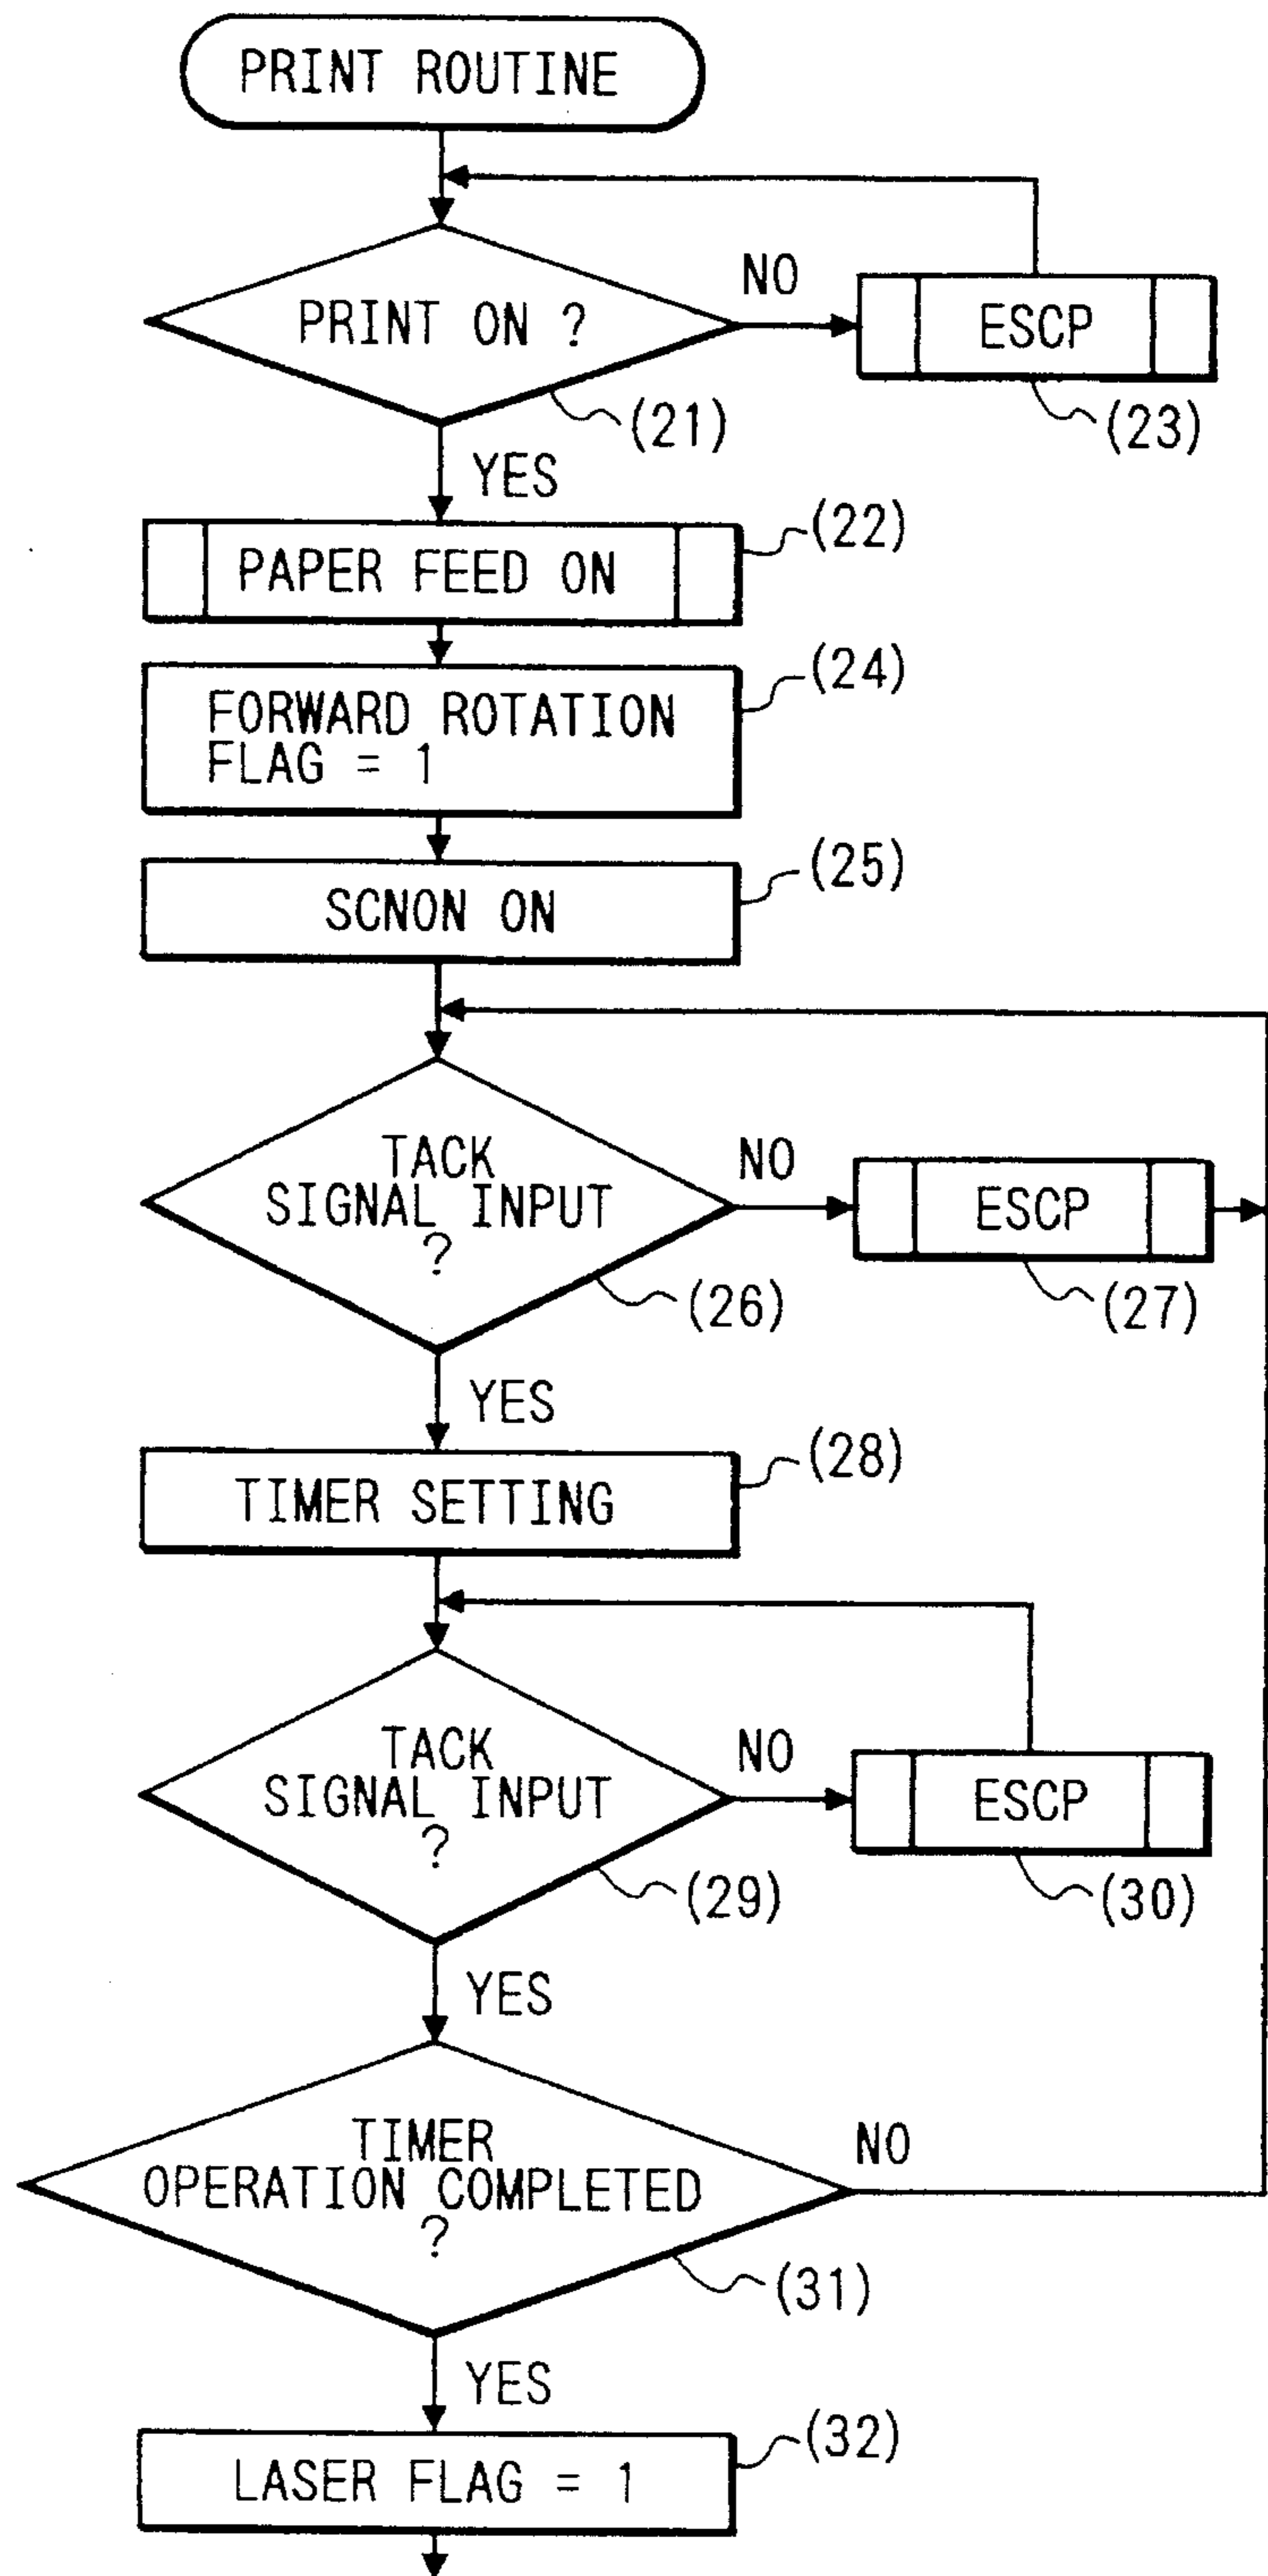 PRINT ROUTINE
PRINT ON ?
NO
ESCP
(21)
(23)
YES
PAPER FEED ON
(22)
FORWARD ROTATION
FLAG = 1
(24)
SCNON ON
(25)
TACK
SIGNAL INPUT
?
NO
ESCP
(26)
(27)
YES
TIMER SETTING
(28)
TACK
SIGNAL INPUT
?
NO
ESCP
(29)
(30)
YES
TIMER
OPERATION COMPLETED
?
NO
(31)
YES
LASER FLAG = 1
(32)